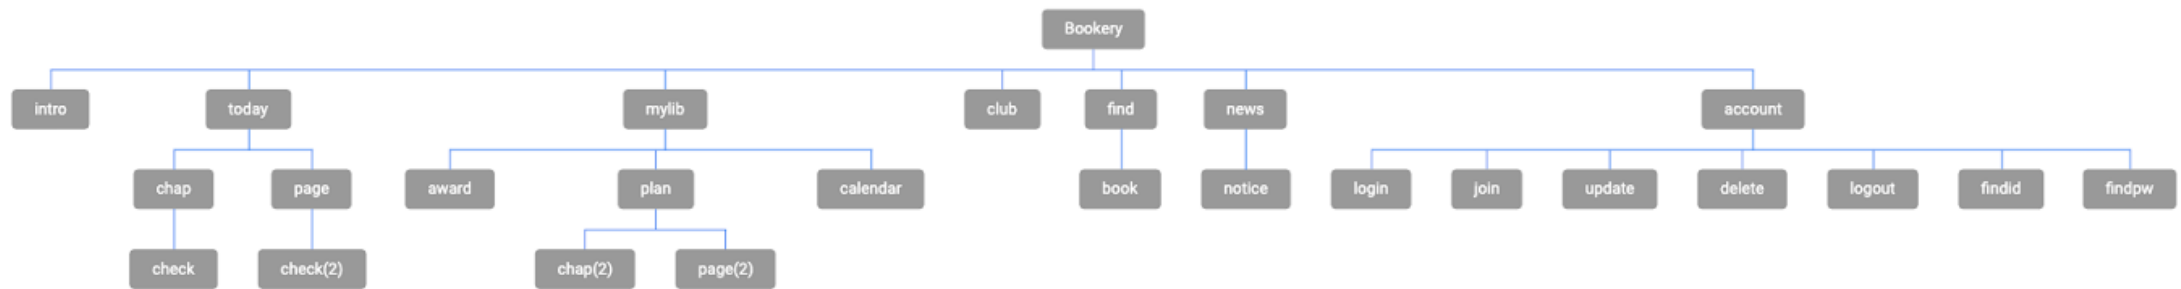 Bookery
intro today mylib club find news account
chap page award plan calendar book notice login join update delete logout findid findpw
check check(2) chap(2) page(2)